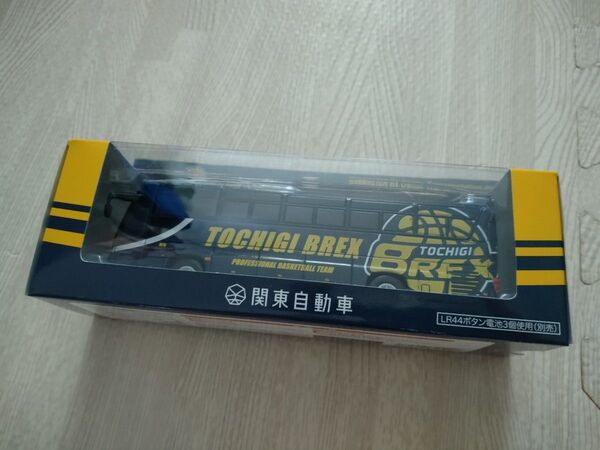 TOCHIGI BREX
PROFESSIONAL BASKETBALL TEAM
TOCHIGI
BREX
関東自動車
LR44ボタン電池3個使用(別売)